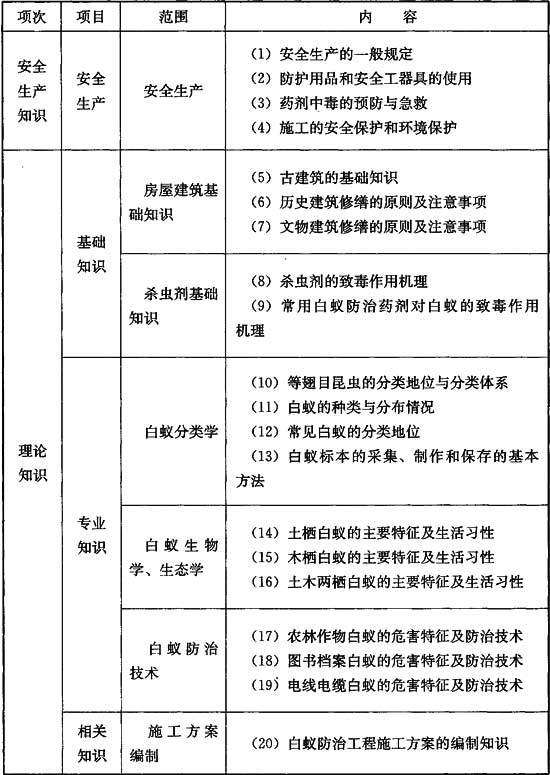 项次 项目 范围 内 容
安全
生产
知识
安全
生产
安全生产
（1）安全生产的一般规定
（2）防护用品和安全工器具的使用
（3）药剂中毒的预防与急救
（4）施工的安全保护和环境保护
理论
知识
基础
知识
房屋建筑基
础知识
（5）古建筑的基础知识
（6）历史建筑修缮的原则及注意事项
（7）文物建筑修缮的原则及注意事项
杀虫剂基础
知识
（8）杀虫剂的致毒作用机理
（9）常用白蚁防治药剂对白蚁的致毒作用
机理
专业
知识
白蚁分类学
（10）等翅目昆虫的分类地位与分类体系
（11）白蚁的种类与分布情况
（12）常见白蚁的分类地位
（13）白蚁标本的采集、制作和保存的基本
方法
白蚁生物
学、生态学
（14）土栖白蚁的主要特征及生活习性
（15）木栖白蚁的主要特征及生活习性
（16）土木两栖白蚁的主要特征及生活习性
白蚁防治
技术
（17）农林作物白蚁的危害特征及防治技术
（18）图书档案白蚁的危害特征及防治技术
（19）电线电缆白蚁的危害特征及防治技术
相关
知识
施工方案
编制
（20）白蚁防治工程施工方案的编制知识